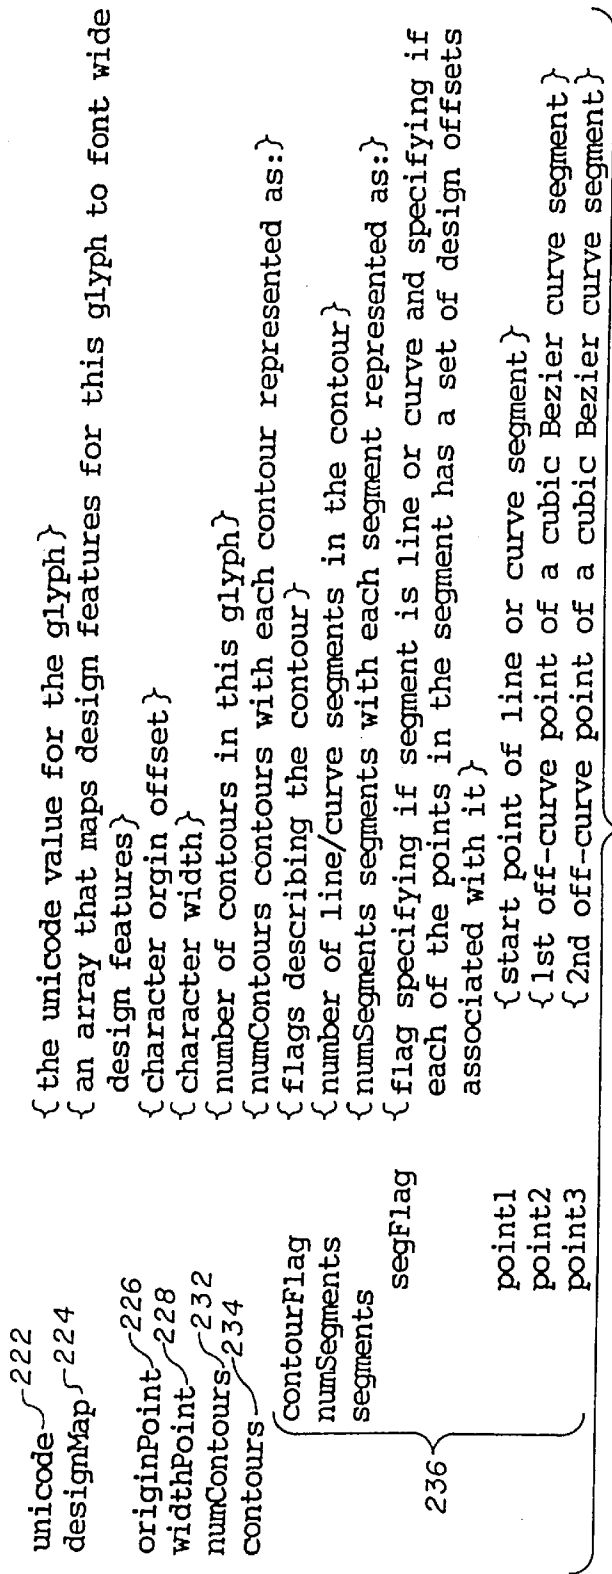 unicode 222 {the unicode value for the glyph}
designMap 224 {an array that maps design features for this glyph to font wide
design features}
originPoint 226 {character orgin offset}
widthPoint 228 {character width}
numContours 232 {number of contours in this glyph}
contours 234 {numContours contours with each contour represented as:}
contourFlag {flags describing the contour}
numSegments {number of line/curve segments in the contour}
segments {numSegments segments with each segment represented as:}
segFlag {flag specifying if segment is line or curve and specifying if
each of the points in the segment has a set of design offsets
associated with it}
236
point1 {start point of line or curve segment}
point2 {1st off-curve point of a cubic Bezier curve segment}
point3 {2nd off-curve point of a cubic Bezier curve segment}